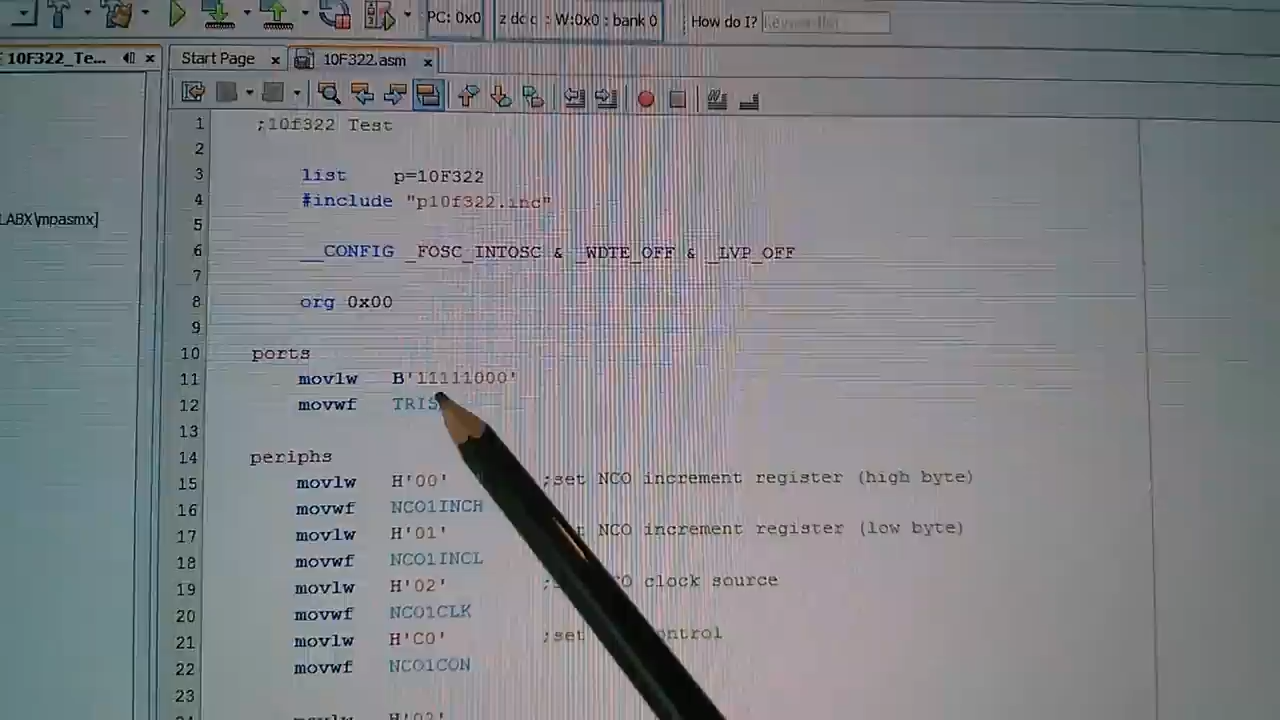 PC: 0x0
z dc c : W:0x0 : bank 0
How do I?
10F322_Te...
Start Page
10F322.asm
LABX\mpasmx]
1 ;10f322 Test
2
3 list p=10F322
4 #include "p10f322.inc"
5
6 __CONFIG _FOSC_INTOSC & _WDTE_OFF & _LVP_OFF
7
8 org 0x00
9
10 ports
11 movlw B'11111000'
12 movwf TRIS
13
14 periphs
15 movlw H'00' ;set NCO increment register (high byte)
16 movwf NCO1INCH
17 movlw H'01' NCO increment register (low byte)
18 movwf NCO1INCL
19 movlw H'02' clock source
20 movwf NCO1CLK
21 movlw H'C0' ;set
22 movwf NCO1CON
23
movlw H'02'